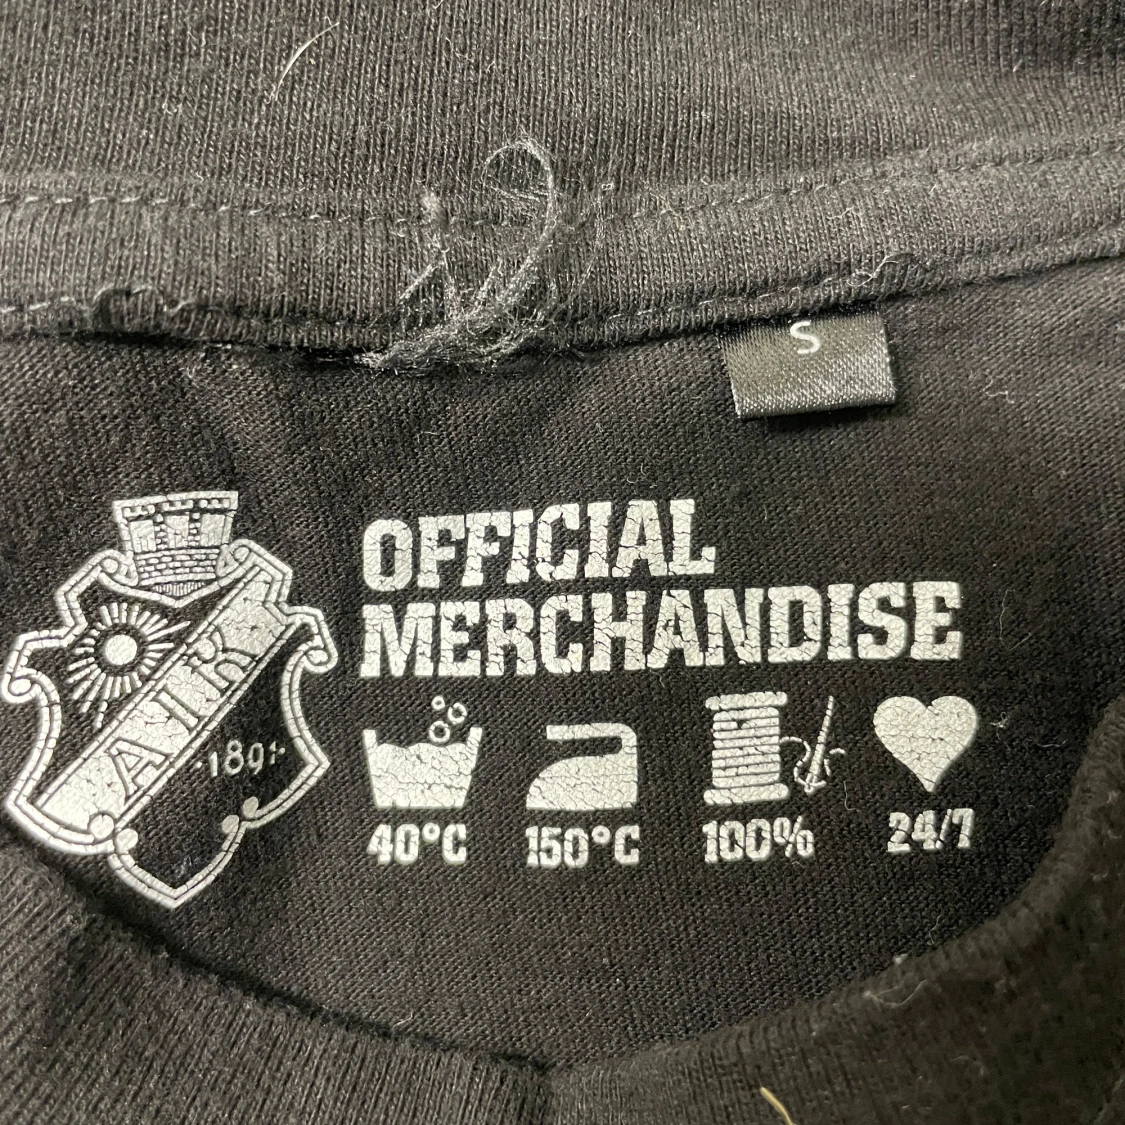 S
OFFICIAL
MERCHANDISE
AIK
·1891·
40°C
150°C
100%
24/7